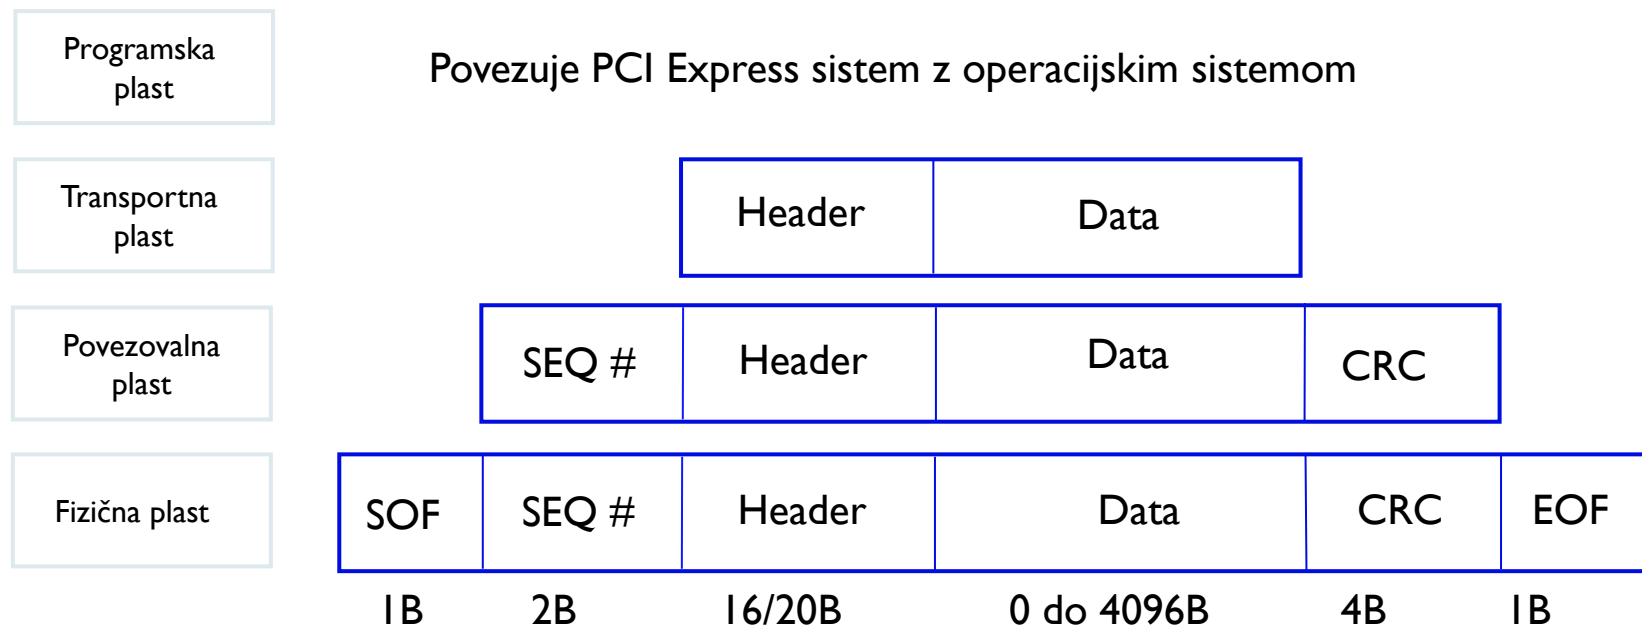 Programska
plast
Povezuje PCI Express sistem z operacijskim sistemom
Transportna
plast
Header
Data
Povezovalna
plast
SEQ #
Header
Data
CRC
Fizična plast
SOF
SEQ #
Header
Data
CRC
EOF
1B
2B
16/20B
0 do 4096B
4B
1B